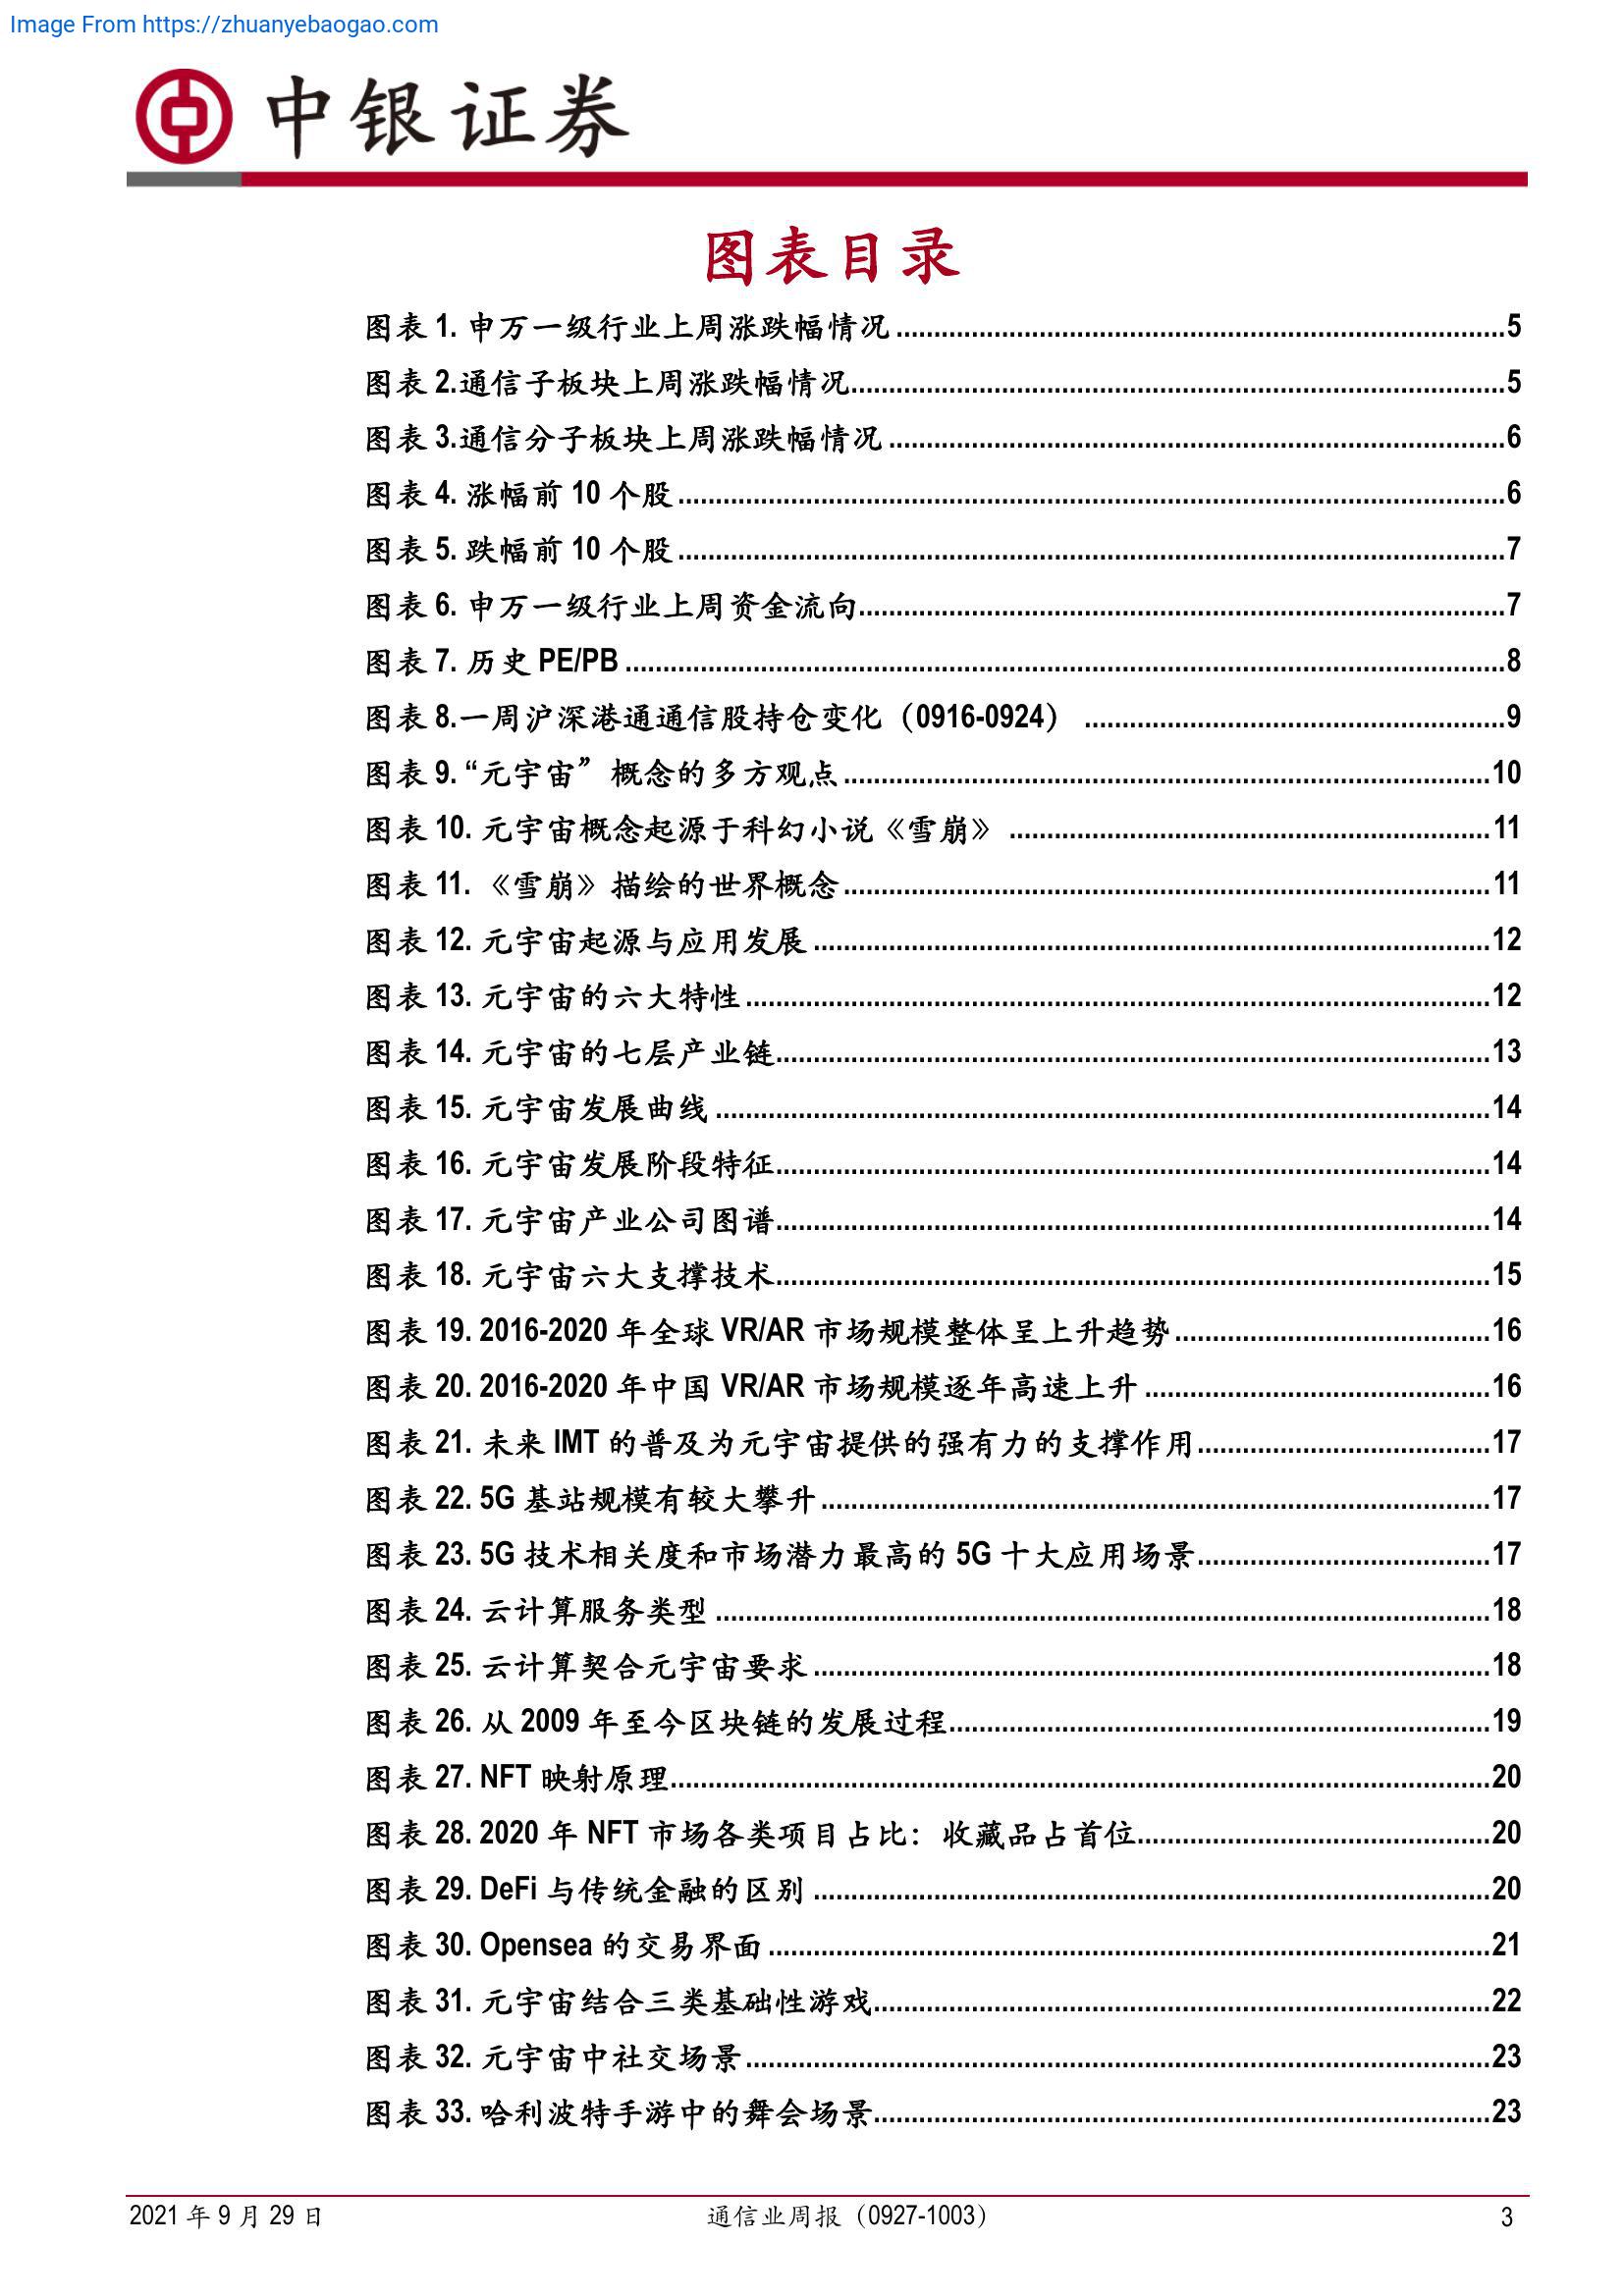 Image From https://zhuanyebaogao.com
中银证券
图表目录
图表 1. 申万一级行业上周涨跌幅情况 ........ 5
图表 2.通信子板块上周涨跌幅情况 ........ 5
图表 3.通信分子板块上周涨跌幅情况 ........ 6
图表 4. 涨幅前 10 个股 ........ 6
图表 5. 跌幅前 10 个股 ........ 7
图表 6. 申万一级行业上周资金流向 ........ 7
图表 7. 历史 PE/PB ........ 8
图表 8.一周沪深港通通信股持仓变化（0916-0924） ........ 9
图表 9. “元宇宙”概念的多方观点 ........ 10
图表 10. 元宇宙概念起源于科幻小说《雪崩》 ........ 11
图表 11. 《雪崩》描绘的世界概念 ........ 11
图表 12. 元宇宙起源与应用发展 ........ 12
图表 13. 元宇宙的六大特性 ........ 12
图表 14. 元宇宙的七层产业链 ........ 13
图表 15. 元宇宙发展曲线 ........ 14
图表 16. 元宇宙发展阶段特征 ........ 14
图表 17. 元宇宙产业公司图谱 ........ 14
图表 18. 元宇宙六大支撑技术 ........ 15
图表 19. 2016-2020 年全球 VR/AR 市场规模整体呈上升趋势 ........ 16
图表 20. 2016-2020 年中国 VR/AR 市场规模逐年高速上升 ........ 16
图表 21. 未来 IMT 的普及为元宇宙提供的强有力的支撑作用 ........ 17
图表 22. 5G 基站规模有较大攀升 ........ 17
图表 23. 5G 技术相关度和市场潜力最高的 5G 十大应用场景 ........ 17
图表 24. 云计算服务类型 ........ 18
图表 25. 云计算契合元宇宙要求 ........ 18
图表 26. 从 2009 年至今区块链的发展过程 ........ 19
图表 27. NFT 映射原理 ........ 20
图表 28. 2020 年 NFT 市场各类项目占比：收藏品占首位 ........ 20
图表 29. DeFi 与传统金融的区别 ........ 20
图表 30. Opensea 的交易界面 ........ 21
图表 31. 元宇宙结合三类基础性游戏 ........ 22
图表 32. 元宇宙中社交场景 ........ 23
图表 33. 哈利波特手游中的舞会场景 ........ 23
2021 年 9 月 29 日 通信业周报（0927-1003） 3